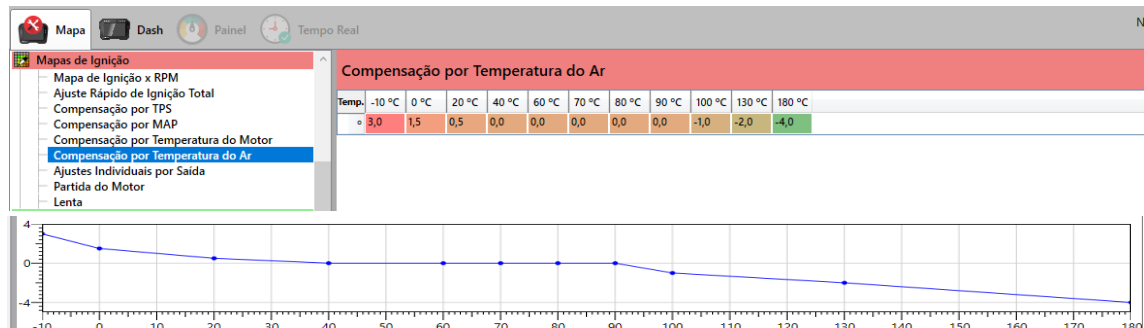 Mapa Dash Painel Tempo Real N
Mapas de Ignição
Mapa de Ignição x RPM
Ajuste Rápido de Ignição Total
Compensação por TPS
Compensação por MAP
Compensação por Temperatura do Motor
Compensação por Temperatura do Ar
Ajustes Individuais por Saída
Partida do Motor
Lenta
Compensação por Temperatura do Ar
Temp. -10 °C 0 °C 20 °C 40 °C 60 °C 70 °C 80 °C 90 °C 100 °C 130 °C 180 °C
° 3,0 1,5 0,5 0,0 0,0 0,0 0,0 0,0 -1,0 -2,0 -4,0
4
0
-4
-10 0 10 20 30 40 50 60 70 80 90 100 110 120 130 140 150 160 170 180